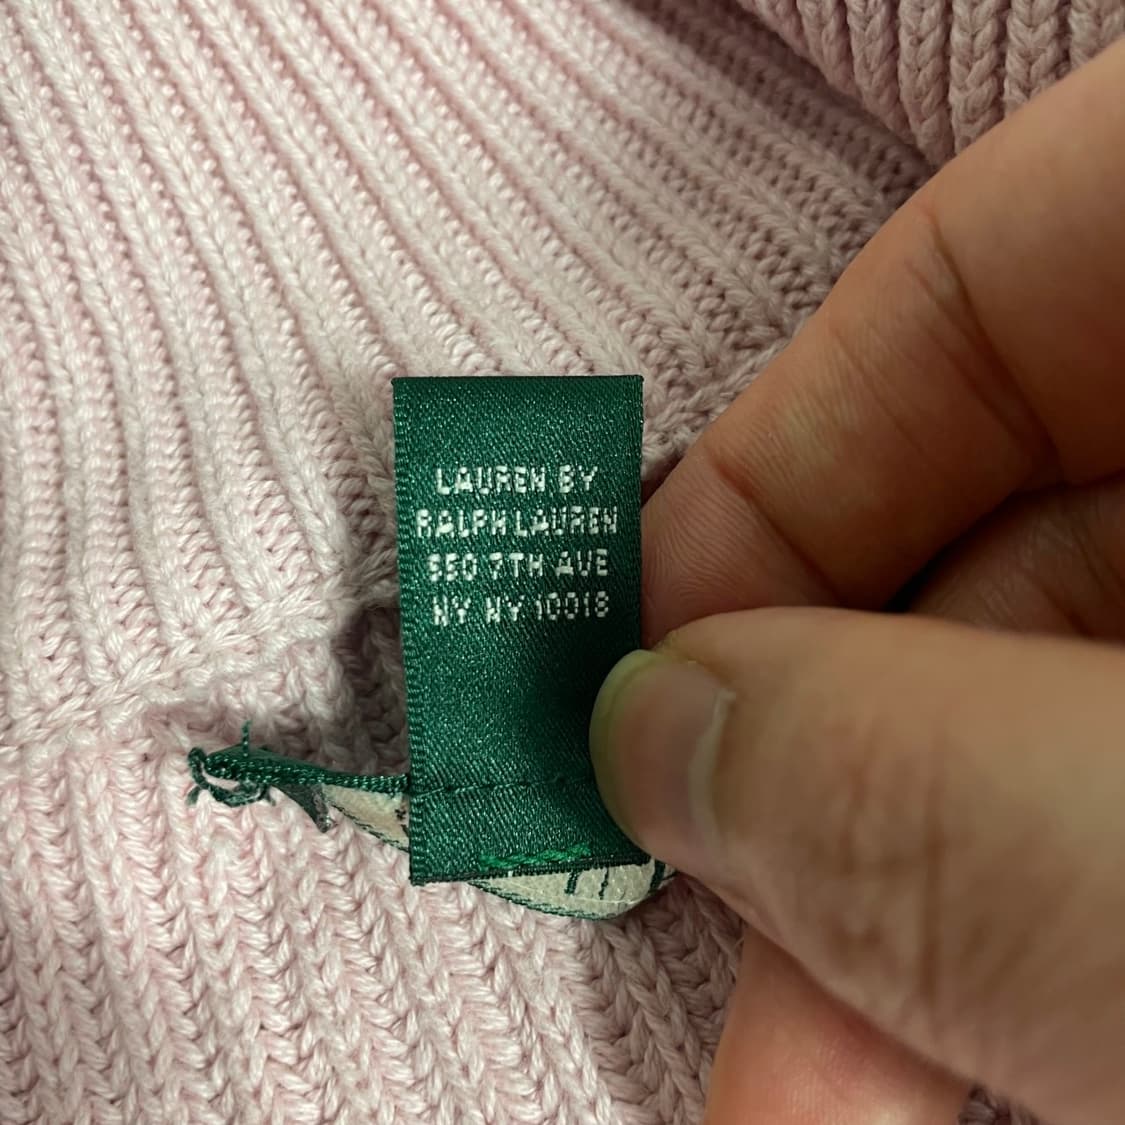 LAUREN BY
RALPH LAUREN
550 7TH AVE
NY NY 10018